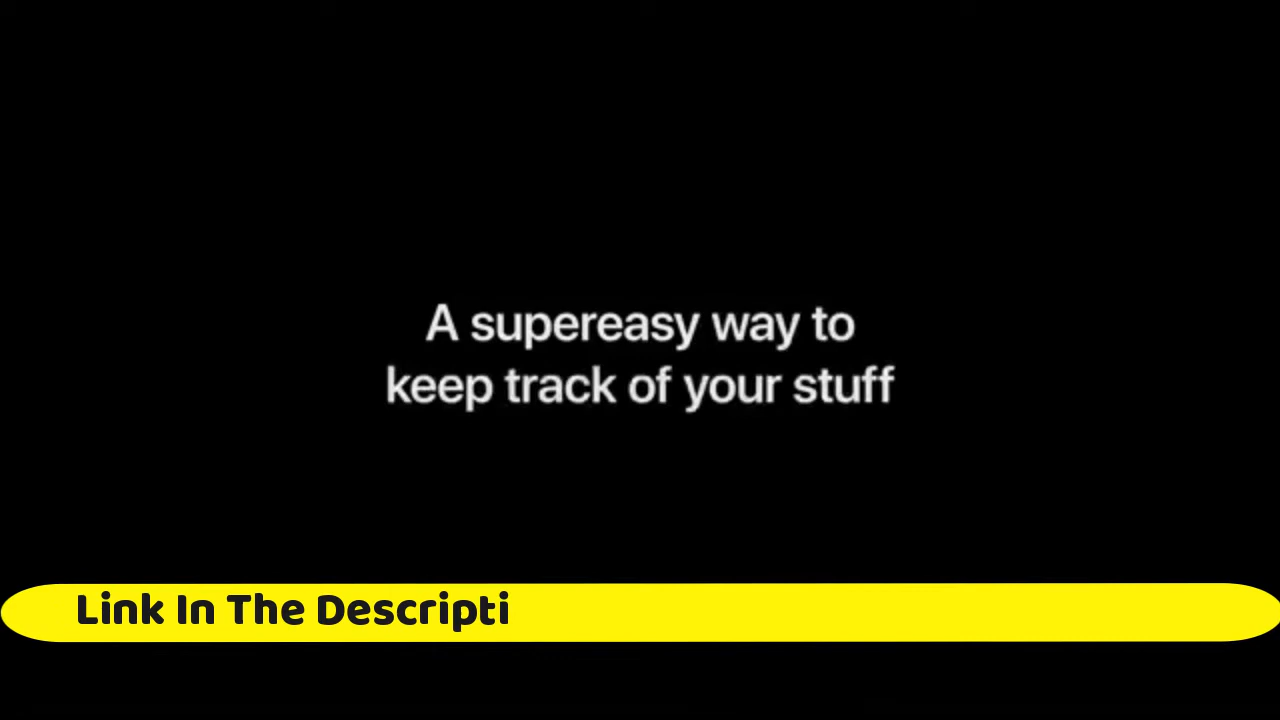 A supereasy way to
keep track of your stuff
Link In The Descripti